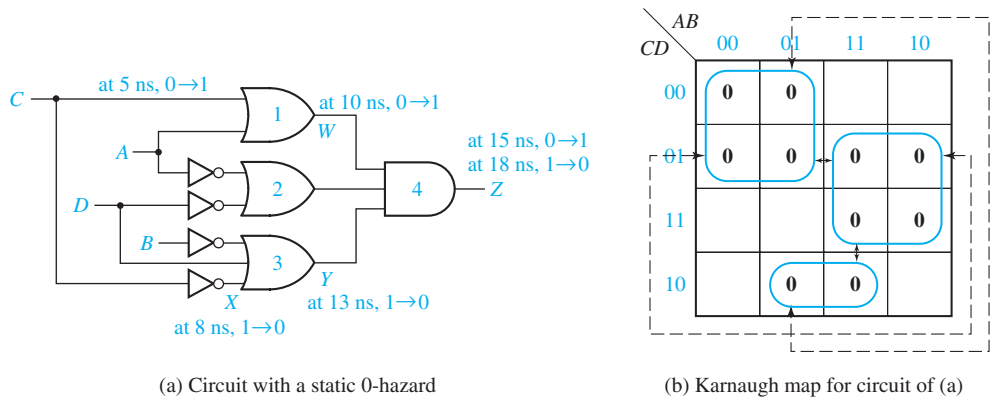 C
at 5 ns, 0→1
1
at 10 ns, 0→1
W
A
at 15 ns, 0→1
at 18 ns, 1→0
2
4
Z
D
B
3
X
Y
at 8 ns, 1→0
at 13 ns, 1→0
(a) Circuit with a static 0-hazard
AB
CD
00 01 11 10
00 0 0
01 0 0 0 0
11 0 0
10 0 0
(b) Karnaugh map for circuit of (a)